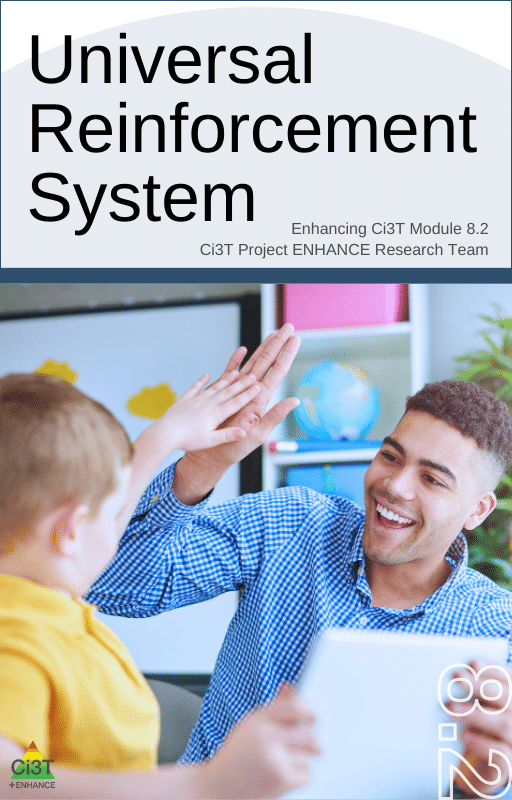 Universal
Reinforcement
System
Enhancing Ci3T Module 8.2
Ci3T Project ENHANCE Research Team
8.2
Ci3T
+ENHANCE